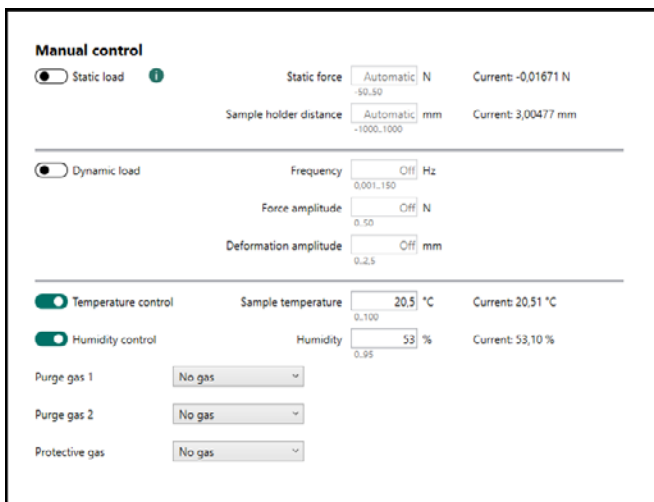 Manual control
Static load i Static force Automatic N Current: -0,01671 N
-50..50
Sample holder distance Automatic mm Current: 3,00477 mm
-1000..1000
Dynamic load Frequency Off Hz
0,001..150
Force amplitude Off N
0..50
Deformation amplitude Off mm
0..2,5
Temperature control Sample temperature 20,5 °C Current: 20,51 °C
0..100
Humidity control Humidity 53 % Current: 53,10 %
0..95
Purge gas 1 No gas
Purge gas 2 No gas
Protective gas No gas